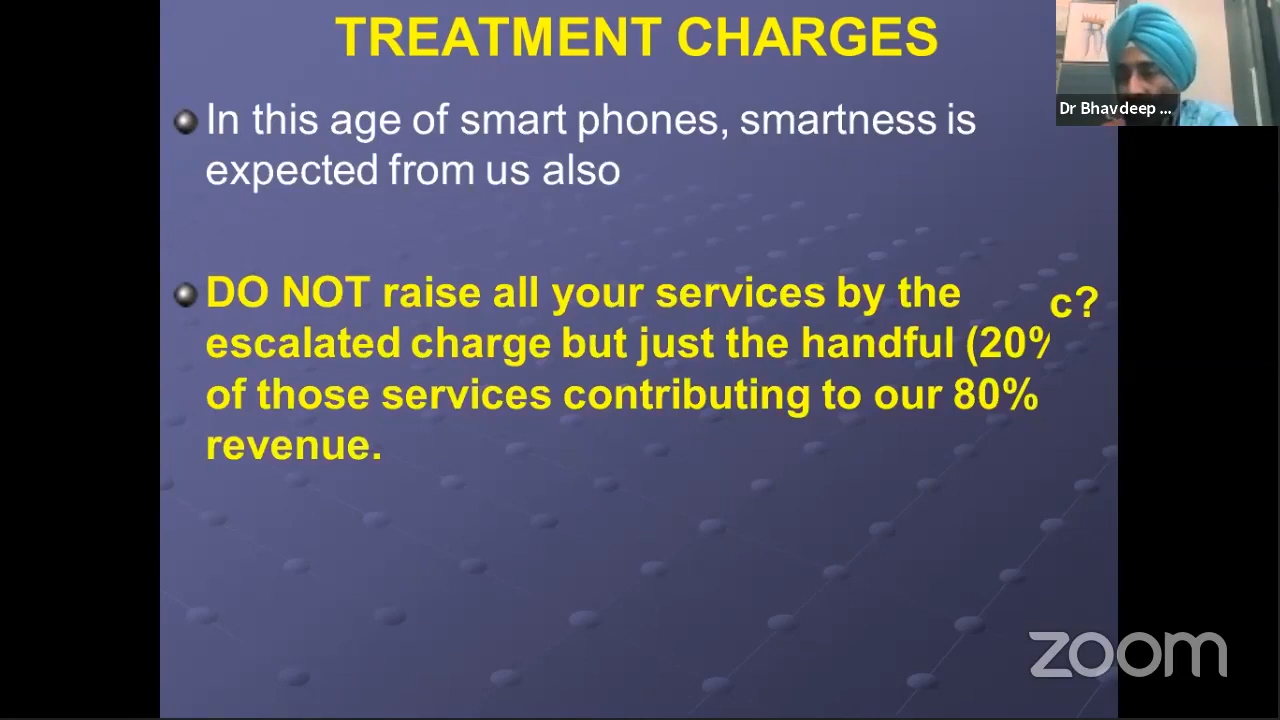 TREATMENT CHARGES
Dr Bhavdeep ...
In this age of smart phones, smartness is
expected from us also
DO NOT raise all your services by the
c?
escalated charge but just the handful (20%
of those services contributing to our 80%
revenue.
zoom